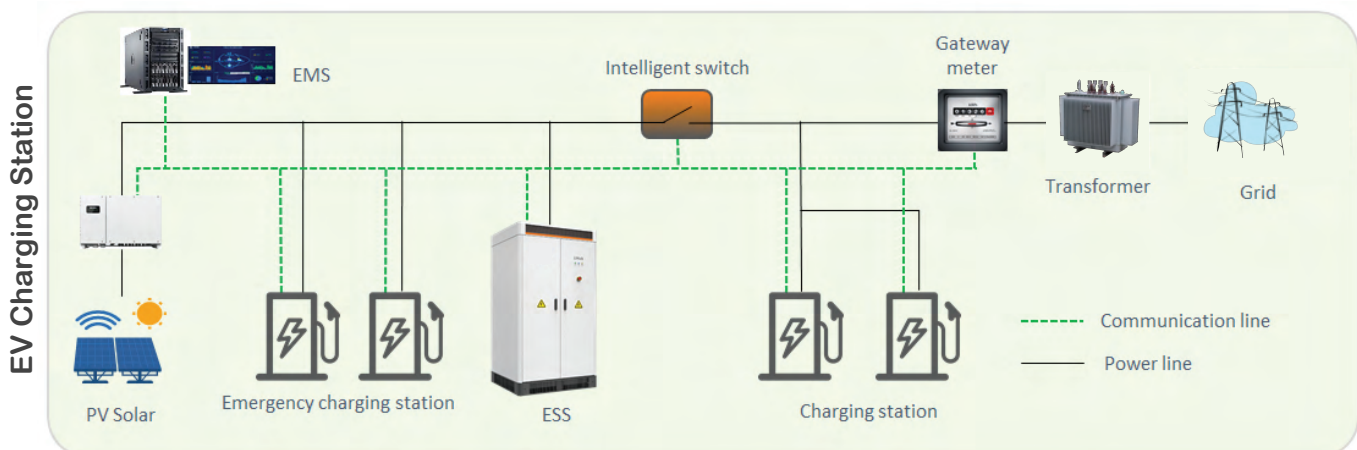 EV Charging Station
EMS
Intelligent switch
Gateway
meter
Transformer
Grid
PV Solar
Emergency charging station
ESS
Charging station
Communication line
Power line